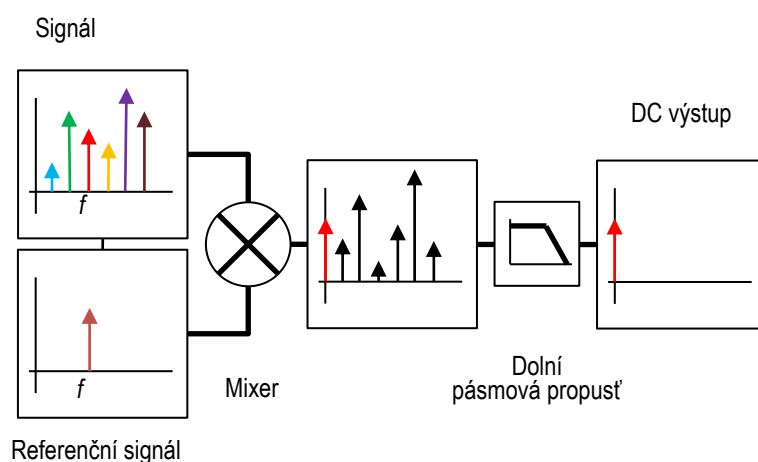 Signál
f
DC výstup
f
Mixer
Dolní
pásmová propusť
Referenční signál